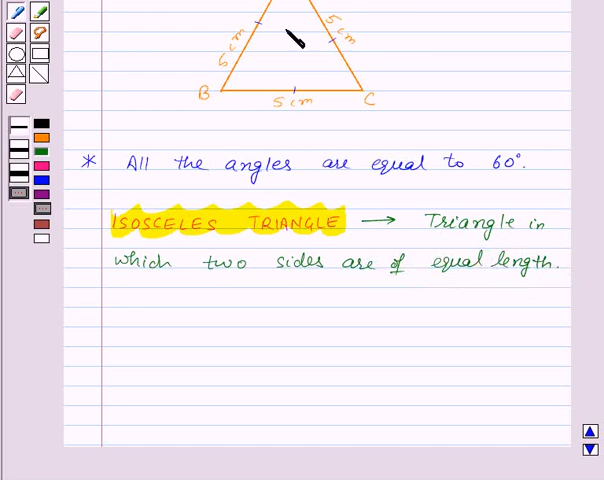 5 cm 5 cm
B 5 cm C
* All the angles are equal to 60°.
ISOSCELES TRIANGLE → Triangle in
which two sides are of equal length.